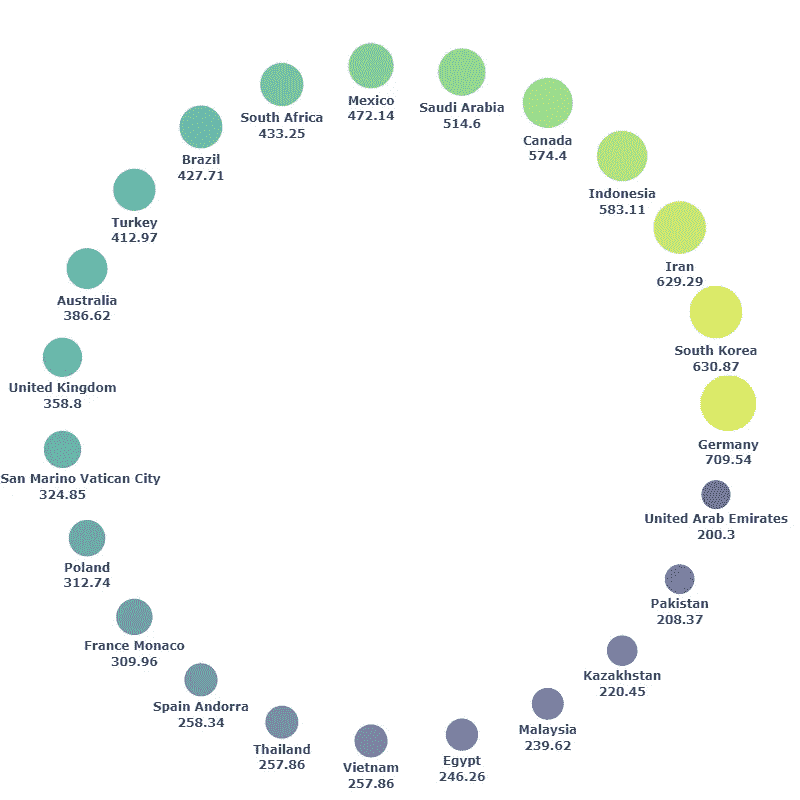 Mexico
472.14
Saudi Arabia
514.6
South Africa
433.25
Canada
574.4
Brazil
427.71
Indonesia
583.11
Turkey
412.97
Iran
629.29
Australia
386.62
South Korea
630.87
United Kingdom
358.8
Germany
709.54
San Marino Vatican City
324.85
United Arab Emirates
200.3
Poland
312.74
Pakistan
208.37
France Monaco
309.96
Kazakhstan
220.45
Spain Andorra
258.34
Malaysia
239.62
Thailand
257.86
Egypt
246.26
Vietnam
257.86